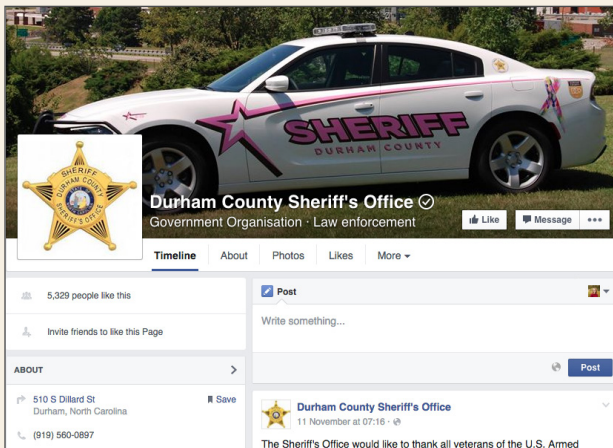 SHERIFF
DURHAM COUNTY
SHERIFF
DURHAM COUNTY
SHERIFF'S OFFICE
Durham County Sheriff's Office
Government Organisation · Law enforcement
Like
Message
Timeline
About
Photos
Likes
More
5,329 people like this
Invite friends to like this Page
ABOUT
510 S Dillard St
Save
Durham, North Carolina
(919) 560-0897
Post
Write something...
Post
Durham County Sheriff's Office
11 November at 07:16 ·
The Sheriff's Office would like to thank all veterans of the U.S. Armed